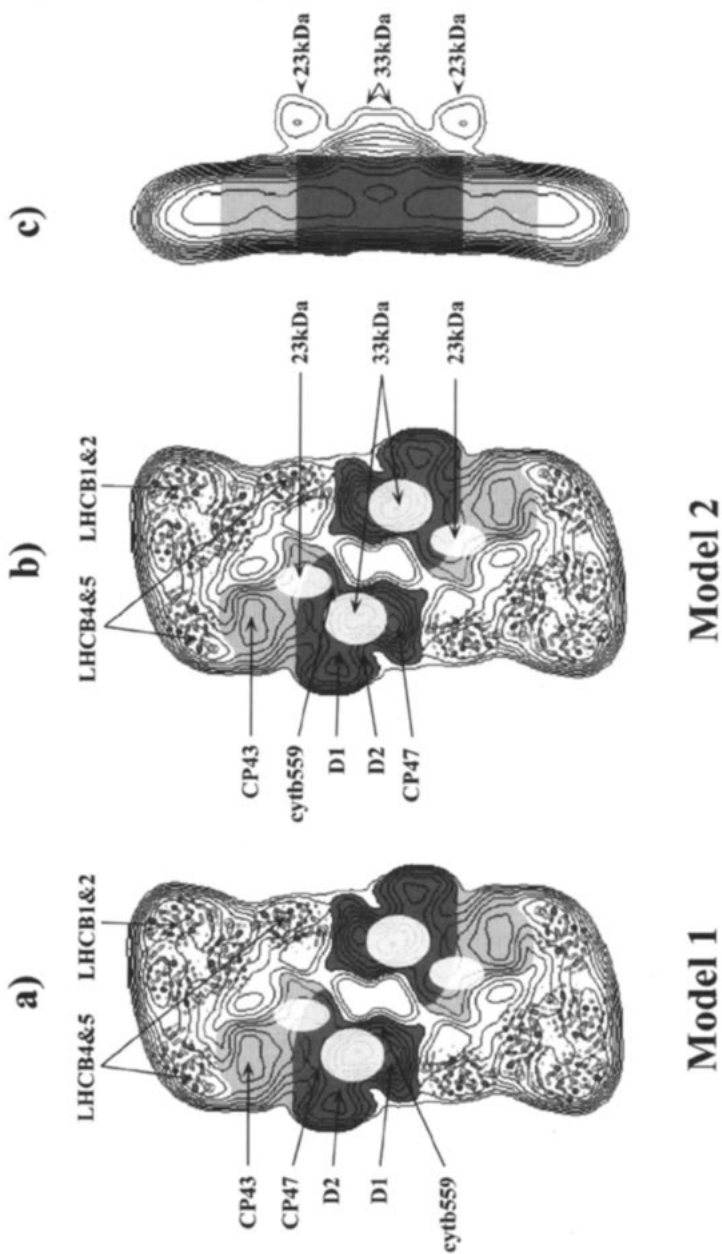 a)
LHCB4&5
LHCB1&2
CP43
CP47
D2
D1
cytb559
Model 1
b)
LHCB4&5
LHCB1&2
CP43
cytb559
D1
D2
CP47
23kDa
33kDa
23kDa
Model 2
c)
23kDa
33kDa
23kDa